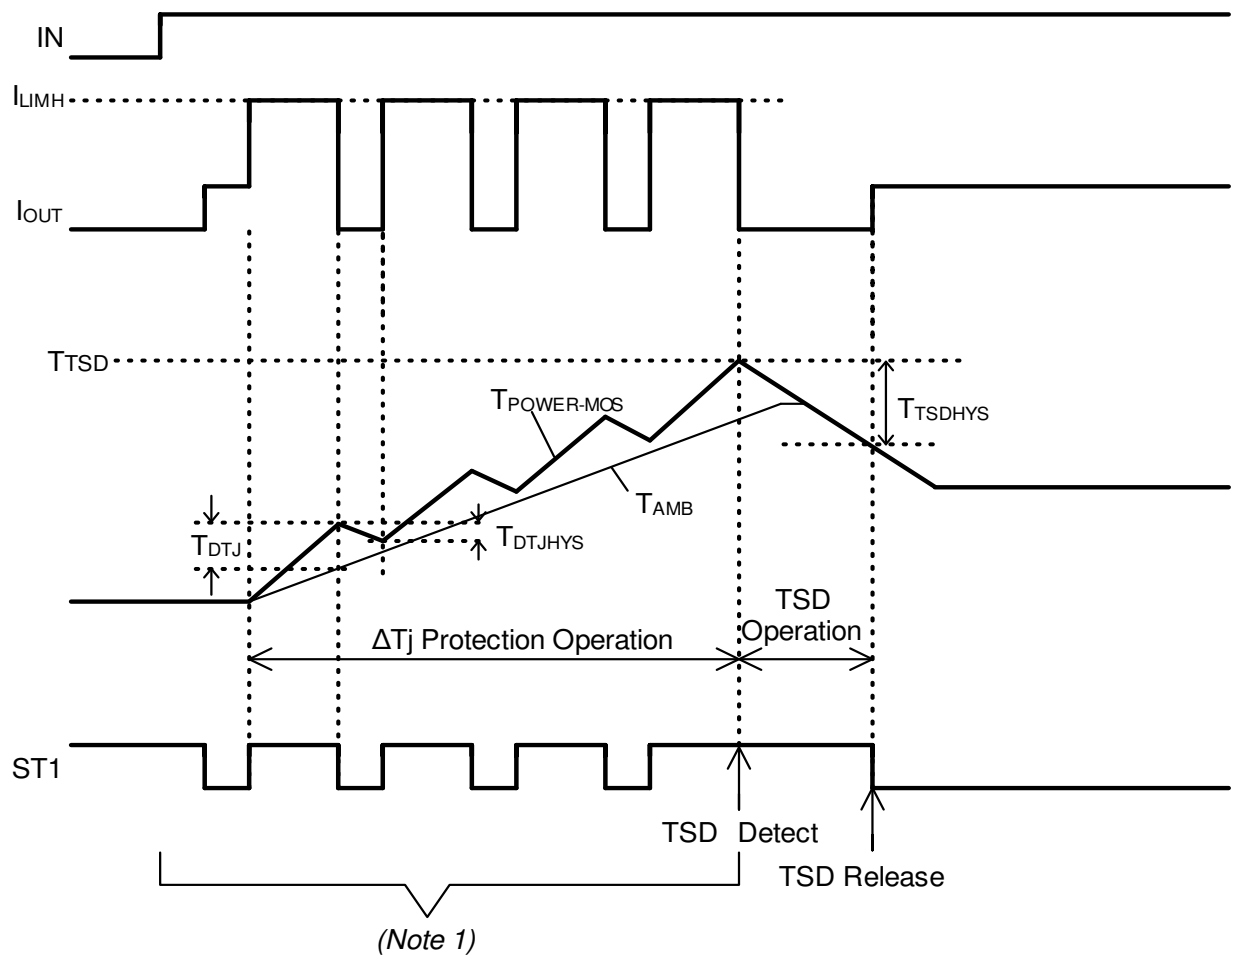 IN
ILIMH
IOUT
TTSD
TPOWER-MOS
TTSDHYS
TAMB
TDTJ
TDTJHYS
TSD
Operation
ΔTj Protection Operation
ST1
TSD Detect
TSD Release
(Note 1)